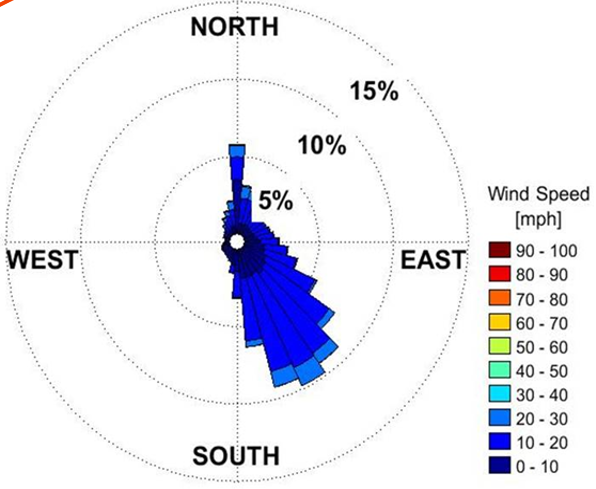 NORTH
15%
10%
5%
WEST
EAST
SOUTH
Wind Speed
[mph]
90 - 100
80 - 90
70 - 80
60 - 70
50 - 60
40 - 50
30 - 40
20 - 30
10 - 20
0 - 10